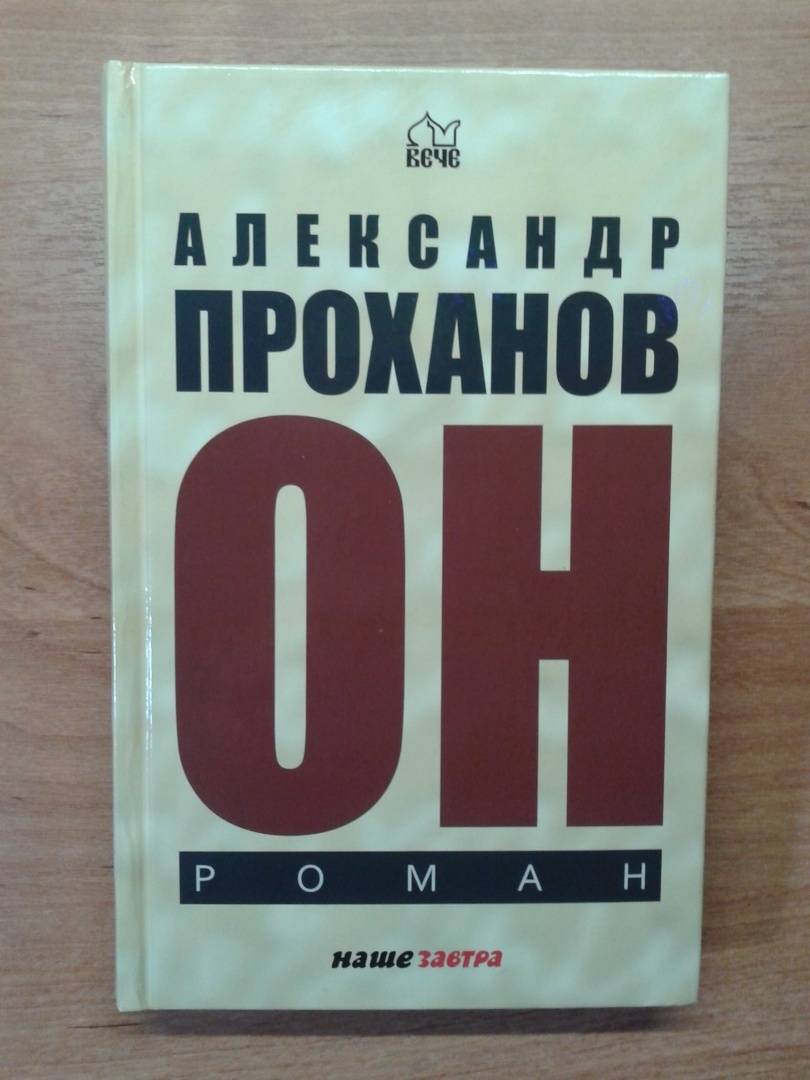 ВЕЧЕ
АЛЕКСАНДР
ПРОХАНОВ
ОН
РОМАН
наше завтра